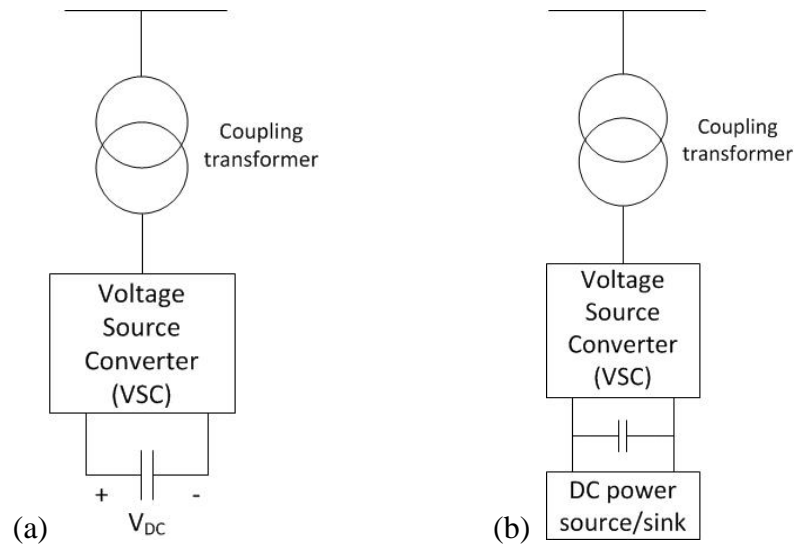 Coupling
transformer
Voltage
Source
Converter
(VSC)
+ -
V_DC
(a)
Coupling
transformer
Voltage
Source
Converter
(VSC)
DC power
source/sink
(b)